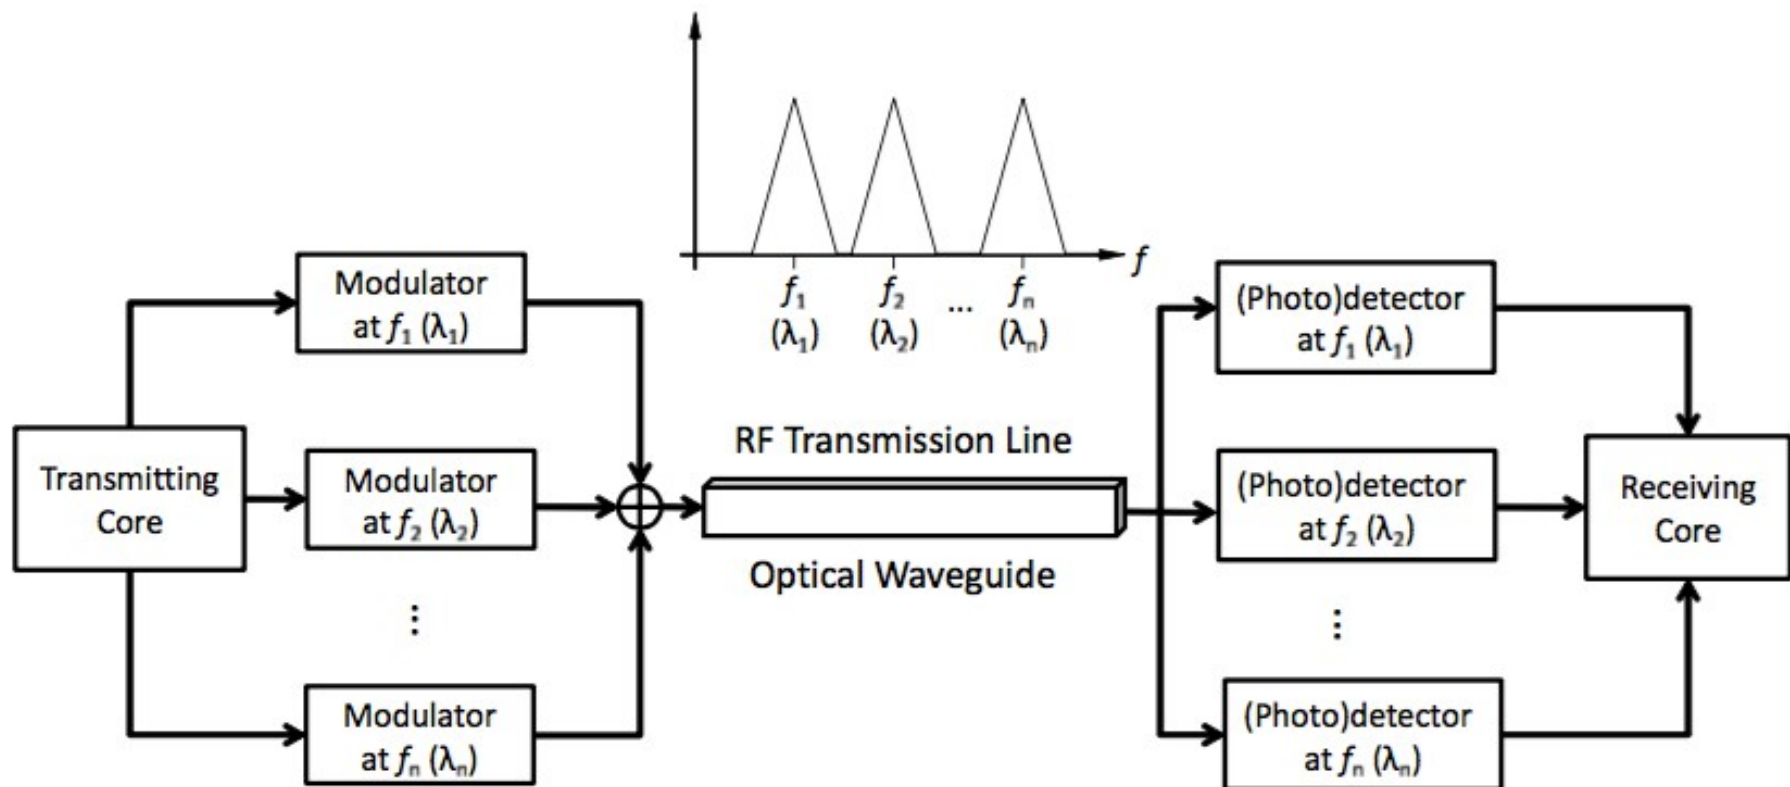 f
f₁
f₂
...
fₙ
(λ₁)
(λ₂)
(λₙ)
Modulator
at f₁ (λ₁)
(Photo)detector
at f₁ (λ₁)
Transmitting
Core
Modulator
at f₂ (λ₂)
RF Transmission Line
Optical Waveguide
(Photo)detector
at f₂ (λ₂)
Receiving
Core
⋮
⋮
Modulator
at fₙ (λₙ)
(Photo)detector
at fₙ (λₙ)